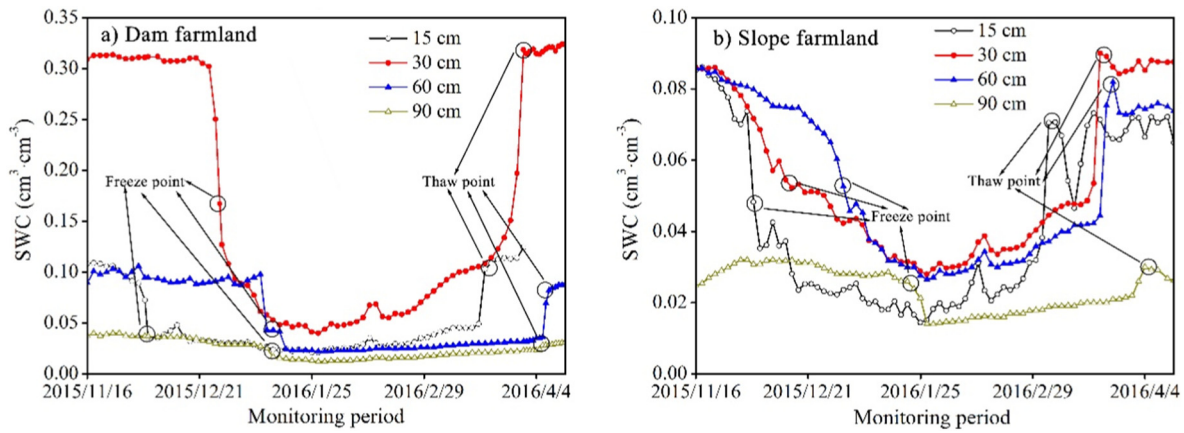 a) Dam farmland
15 cm
30 cm
60 cm
90 cm
Freeze point
Thaw point
0.35
0.30
0.25
0.20
0.15
0.10
0.05
0.00
SWC (cm³·cm⁻³)
2015/11/16
2015/12/21
2016/1/25
2016/2/29
2016/4/4
Monitoring period
b) Slope farmland
15 cm
30 cm
60 cm
90 cm
Thaw point
Freeze point
0.10
0.08
0.06
0.04
0.02
0.00
SWC (cm³·cm⁻³)
2015/11/16
2015/12/21
2016/1/25
2016/2/29
2016/4/4
Monitoring period